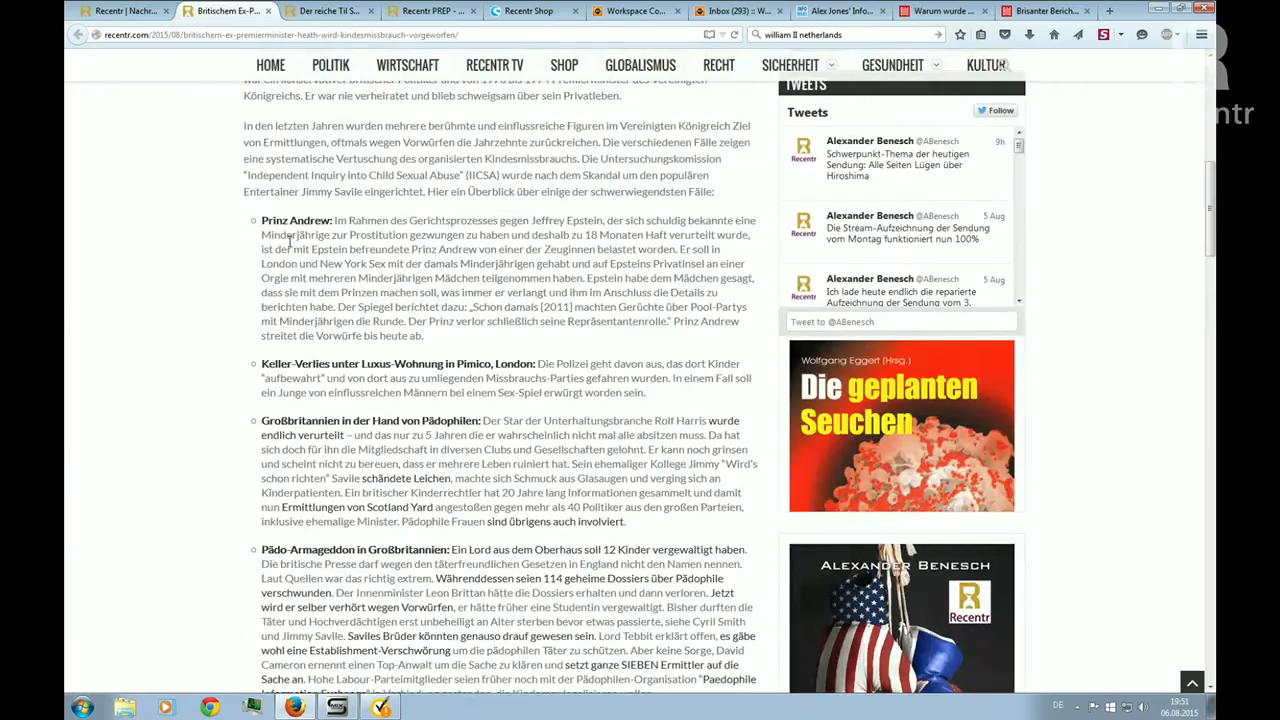 Recentr | Nachr...
Britischem Ex-P...
Der reiche Til S...
Recentr PREP - ...
Recentr Shop
Workspace Co...
Inbox (293) :: W...
Alex Jones' Info...
Warum wurde ...
Brisanter Berich...
recentr.com/2015/08/britischem-ex-premierminister-heath-wird-kindesmissbrauch-vorgeworfen/
william II netherlands
HOME POLITIK WIRTSCHAFT RECENTR TV SHOP GLOBALISMUS RECHT SICHERHEIT GESUNDHEIT KULTUR
Königreichs. Er war nie verheiratet und blieb schweigsam über sein Privatleben.
In den letzten Jahren wurden mehrere berühmte und einflussreiche Figuren im Vereinigten Königreich Ziel
von Ermittlungen, oftmals wegen Vorwürfen die Jahrzehnte zurückreichen. Die verschiedenen Fälle zeigen
eine systematische Vertuschung des organisierten Kindesmissbrauchs. Die Untersuchungskomission
"Independent Inquiry into Child Sexual Abuse" (IICSA) wurde nach dem Skandal um den populären
Entertainer Jimmy Savile eingerichtet. Hier ein Überblick über einige der schwerwiegendsten Fälle:
Prinz Andrew: Im Rahmen des Gerichtsprozesses gegen Jeffrey Epstein, der sich schuldig bekannte eine
Minderjährige zur Prostitution gezwungen zu haben und deshalb zu 18 Monaten Haft verurteilt wurde,
ist der mit Epstein befreundete Prinz Andrew von einer der Zeuginnen belastet worden. Er soll in
London und New York Sex mit der damals Minderjährigen gehabt und auf Epsteins Privatinsel an einer
Orgie mit mehreren Minderjährigen Mädchen teilgenommen haben. Epstein habe dem Mädchen gesagt,
dass sie mit dem Prinzen machen soll, was immer er verlangt und ihm im Anschluss die Details zu
berichten habe. Der Spiegel berichtet dazu: „Schon damals [2011] machten Gerüchte über Pool-Partys
mit Minderjährigen die Runde. Der Prinz verlor schließlich seine Repräsentantenrolle." Prinz Andrew
streitet die Vorwürfe bis heute ab.
Keller-Verlies unter Luxus-Wohnung in Pimico, London: Die Polizei geht davon aus, das dort Kinder
"aufbewahrt" und von dort aus zu umliegenden Missbrauchs-Parties gefahren wurden. In einem Fall soll
ein Junge von einflussreichen Männern bei einem Sex-Spiel erwürgt worden sein.
Großbritannien in der Hand von Pädophilen: Der Star der Unterhaltungsbranche Rolf Harris wurde
endlich verurteilt – und das nur zu 5 Jahren die er wahrscheinlich nicht mal alle absitzen muss. Da hat
sich doch für ihn die Mitgliedschaft in diversen Clubs und Gesellschaften gelohnt. Er kann noch grinsen
und scheint nicht zu bereuen, dass er mehrere Leben ruiniert hat. Sein ehemaliger Kollege Jimmy "Wird's
schon richten" Savile schändete Leichen, machte sich Schmuck aus Glasaugen und verging sich an
Kinderpatienten. Ein britischer Kinderrechtler hat 20 Jahre lang Informationen gesammelt und damit
nun Ermittlungen von Scotland Yard angestoßen gegen mehr als 40 Politiker aus den großen Parteien,
inklusive ehemalige Minister. Pädophile Frauen sind übrigens auch involviert.
Pädo-Armageddon in Großbritannien: Ein Lord aus dem Oberhaus soll 12 Kinder vergewaltigt haben.
Die britische Presse darf wegen den täterfreundlichen Gesetzen in England nicht den Namen nennen.
Laut Quellen war das richtig extrem. Währenddessen seien 114 geheime Dossiers über Pädophile
verschwunden. Der Innenminister Leon Brittan hätte die Dossiers erhalten und dann verloren. Jetzt
wird er selber verhört wegen Vorwürfen, er hätte früher eine Studentin vergewaltigt. Bisher durften die
Täter und Hochverdächtigen erst unbehelligt an Alter sterben bevor etwas passierte, siehe Cyril Smith
und Jimmy Savile. Saviles Brüder könnten genauso drauf gewesen sein. Lord Tebbit erklärt offen, es gäbe
wohl eine Establishment-Verschwörung um die pädophilen Täter zu schützen. Aber keine Sorge, David
Cameron ernennt einen Top-Anwalt um die Sache zu klären und setzt ganze SIEBEN Ermittler auf die
Sache an. Hohe Labour-Parteimitglieder seien früher noch mit der Pädophilen-Organisation "Paedophile
TWEETS
Tweets
Follow
Alexander Benesch @ABenesch 9h
Schwerpunkt-Thema der heutigen
Sendung: Alle Seiten Lügen über
Hiroshima
Recentr
Alexander Benesch @ABenesch 5 Aug
Die Stream-Aufzeichnung der Sendung
vom Montag funktioniert nun 100%
Recentr
Alexander Benesch @ABenesch 5 Aug
Ich lade heute endlich die reparierte
Aufzeichnung der Sendung vom 3.
Recentr
Tweet to @ABenesch
Wolfgang Eggert (Hrsg.)
Die geplanten
Seuchen
ALEXANDER BENESCH
Recentr
DE
19:51
06.08.2015